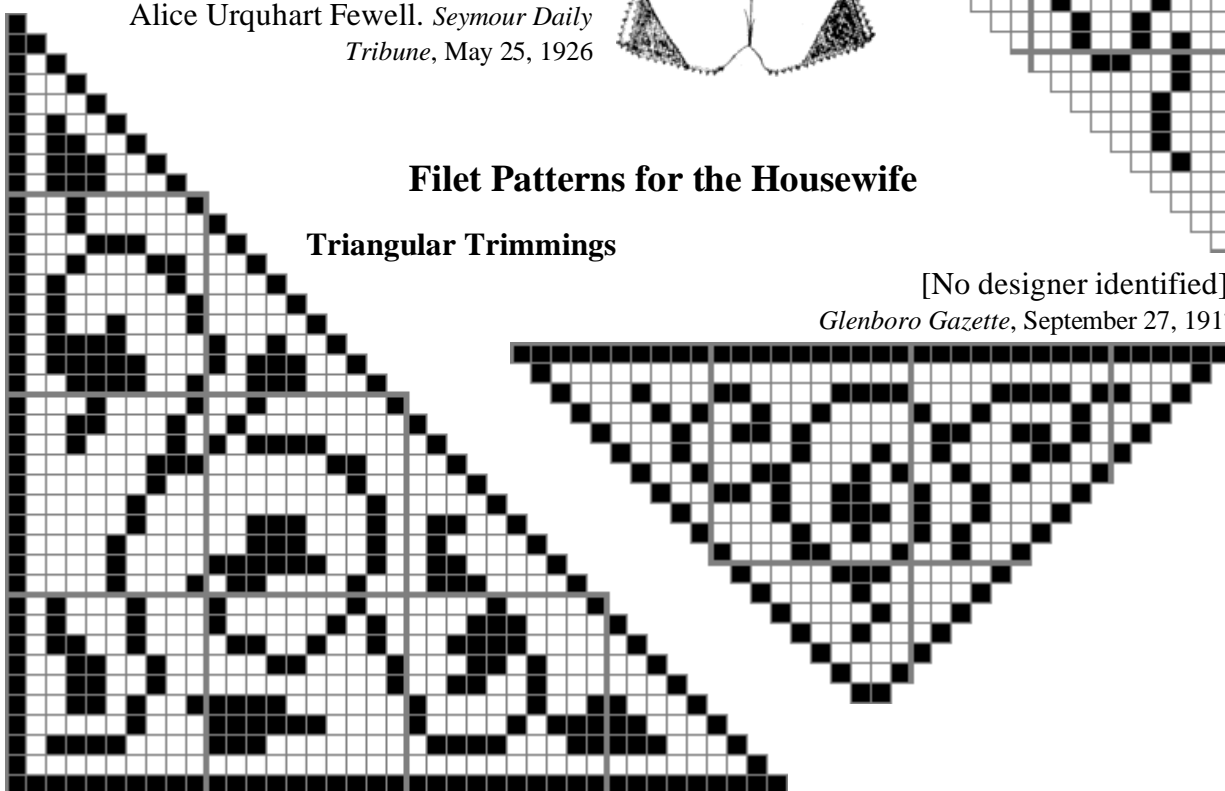 Alice Urquhart Fewell. Seymour Daily
Tribune, May 25, 1926
Filet Patterns for the Housewife
Triangular Trimmings
[No designer identified]
Glenboro Gazette, September 27, 191